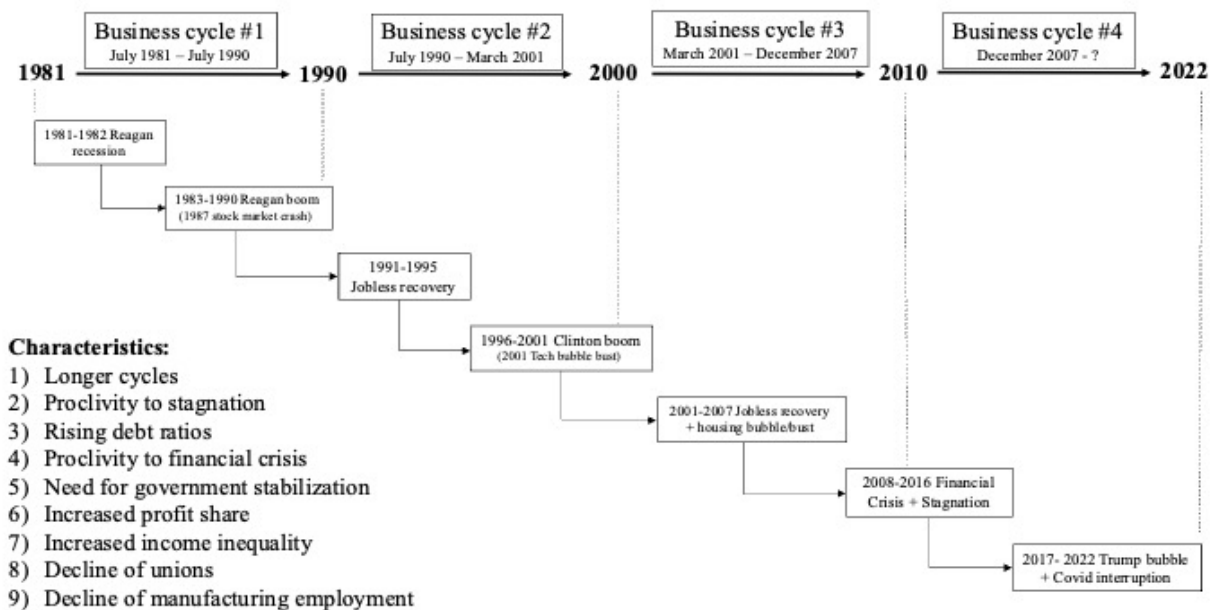 Business cycle #1
July 1981 – July 1990
Business cycle #2
July 1990 – March 2001
Business cycle #3
March 2001 – December 2007
Business cycle #4
December 2007 - ?
1981
1990
2000
2010
2022
1981-1982 Reagan
recession
1983-1990 Reagan boom
(1987 stock market crash)
1991-1995
Jobless recovery
1996-2001 Clinton boom
(2001 Tech bubble bust)
2001-2007 Jobless recovery
+ housing bubble/bust
2008-2016 Financial
Crisis + Stagnation
2017- 2022 Trump bubble
+ Covid interruption
Characteristics:
1) Longer cycles
2) Proclivity to stagnation
3) Rising debt ratios
4) Proclivity to financial crisis
5) Need for government stabilization
6) Increased profit share
7) Increased income inequality
8) Decline of unions
9) Decline of manufacturing employment